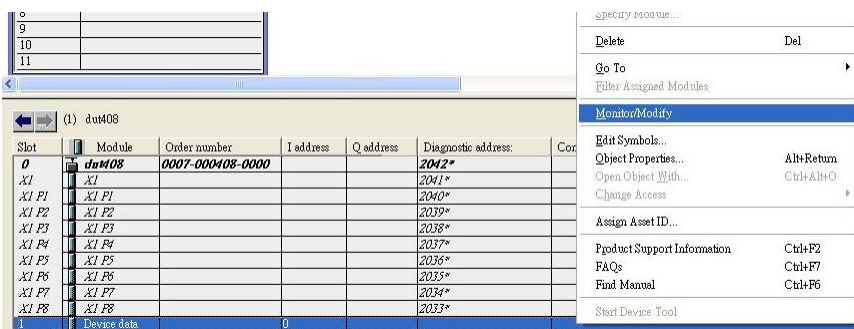 8
9
10
11
(1) dut408
Slot Module Order number I address Q address Diagnostic address: Con
0 dut408 0007-000408-0000 2042*
X1 X1 2041*
X1 P1 X1 P1 2040*
X1 P2 X1 P2 2039*
X1 P3 X1 P3 2038*
X1 P4 X1 P4 2037*
X1 P5 X1 P5 2036*
X1 P6 X1 P6 2035*
X1 P7 X1 P7 2034*
X1 P8 X1 P8 2033*
1 Device data 0
Specify Module...
Delete Del
Go To
Filter Assigned Modules
Monitor/Modify
Edit Symbols...
Object Properties... Alt+Return
Open Object With... Ctrl+Alt+O
Change Access
Assign Asset ID...
Product Support Information Ctrl+F2
FAQs Ctrl+F7
Find Manual Ctrl+F6
Start Device Tool